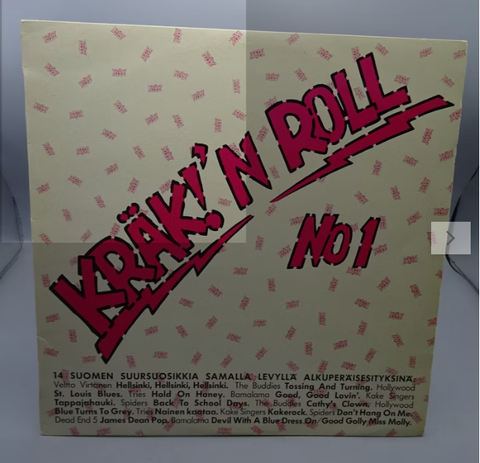 KRÄK!'N ROLL
No 1
14 SUOMEN SUURSUOSIKKIA SAMALLA LEVYLLÄ ALKUPERÄISESITYKSINÄ:
Veltto Virtanen Helsinki, Helsinki, Helsinki. The Buddies Tossing And Turning. Hollywood
St. Louis Blues. Tries Hold On Honey. Bamalama Good, Good Lovin'. Kake Singers
Tappajahauki. Spiders Back To School Days. The Buddies Cathy's Clown. Hollywood
Blue Turns To Grey. Tries Nainen kaataa. Kake Singers Kakerock. Spiders Don't Hang On Me.
Dead End 5 James Dean Pop. Bamalama Devil With A Blue Dress On/Good Golly Miss Molly.